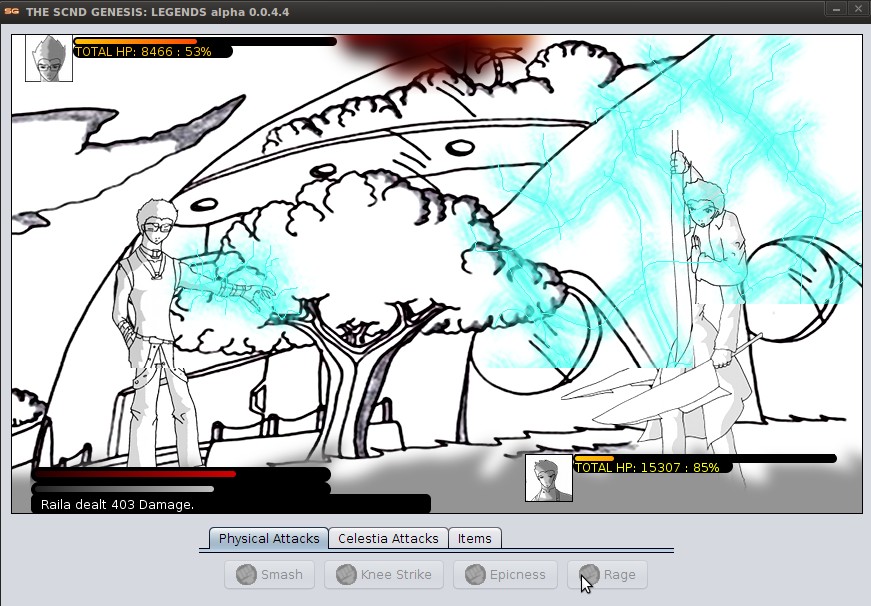 SG THE SCND GENESIS: LEGENDS alpha 0.0.4.4
TOTAL HP: 8466 : 53%
TOTAL HP: 15307 : 85%
Raila dealt 403 Damage.
Physical Attacks Celestia Attacks Items
Smash Knee Strike Epicness Rage